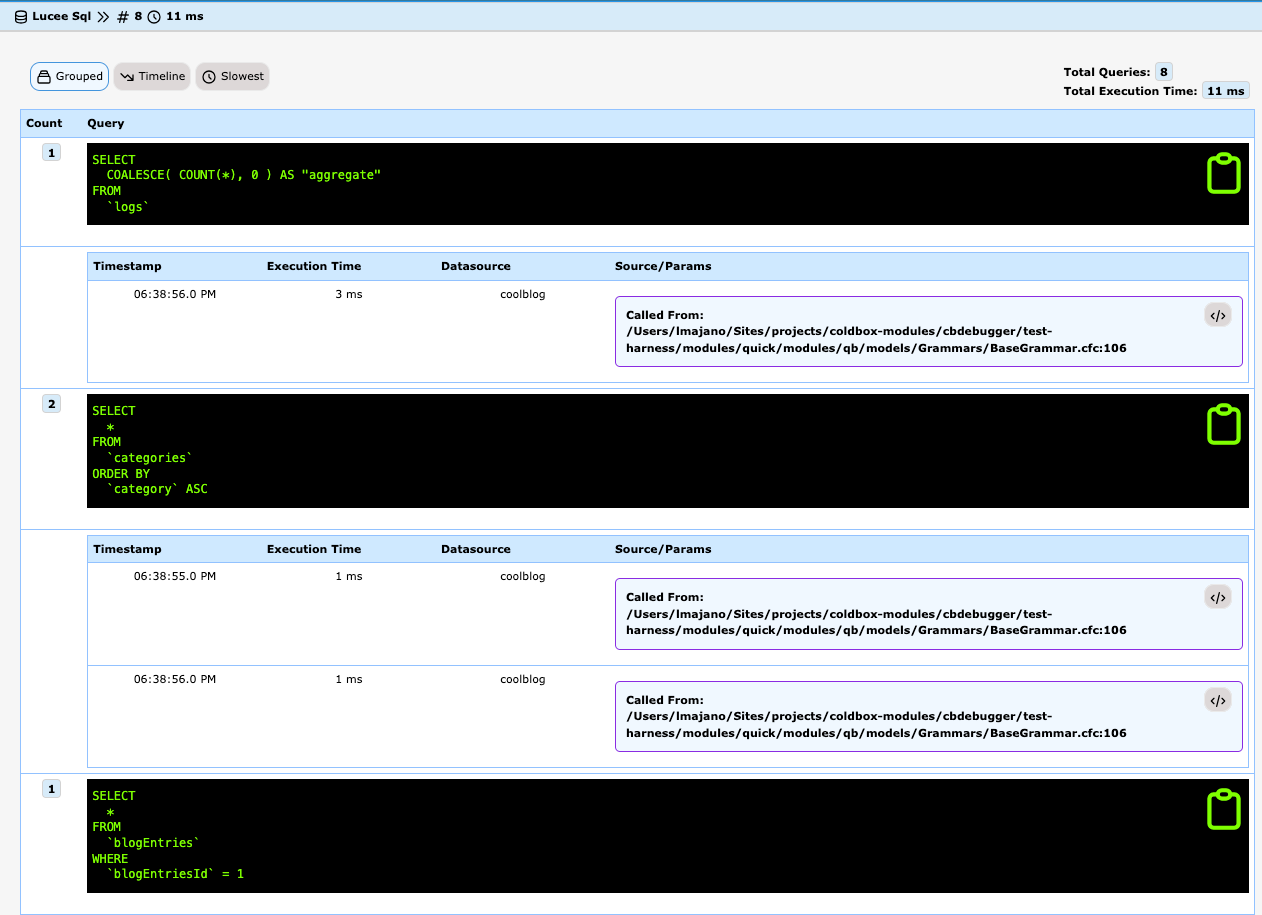 Lucee Sql # 8 11 ms
Grouped Timeline Slowest
Total Queries: 8
Total Execution Time: 11 ms
Count Query
1
SELECT
COALESCE( COUNT(*), 0 ) AS "aggregate"
FROM
`logs`
Timestamp Execution Time Datasource Source/Params
06:38:56.0 PM 3 ms coolblog
Called From:
</>
/Users/lmajano/Sites/projects/coldbox-modules/cbdebugger/test-
harness/modules/quick/modules/qb/models/Grammars/BaseGrammar.cfc:106
2
SELECT
*
FROM
`categories`
ORDER BY
`category` ASC
Timestamp Execution Time Datasource Source/Params
06:38:55.0 PM 1 ms coolblog
Called From:
</>
/Users/lmajano/Sites/projects/coldbox-modules/cbdebugger/test-
harness/modules/quick/modules/qb/models/Grammars/BaseGrammar.cfc:106
06:38:56.0 PM 1 ms coolblog
Called From:
</>
/Users/lmajano/Sites/projects/coldbox-modules/cbdebugger/test-
harness/modules/quick/modules/qb/models/Grammars/BaseGrammar.cfc:106
1
SELECT
*
FROM
`blogEntries`
WHERE
`blogEntriesId` = 1